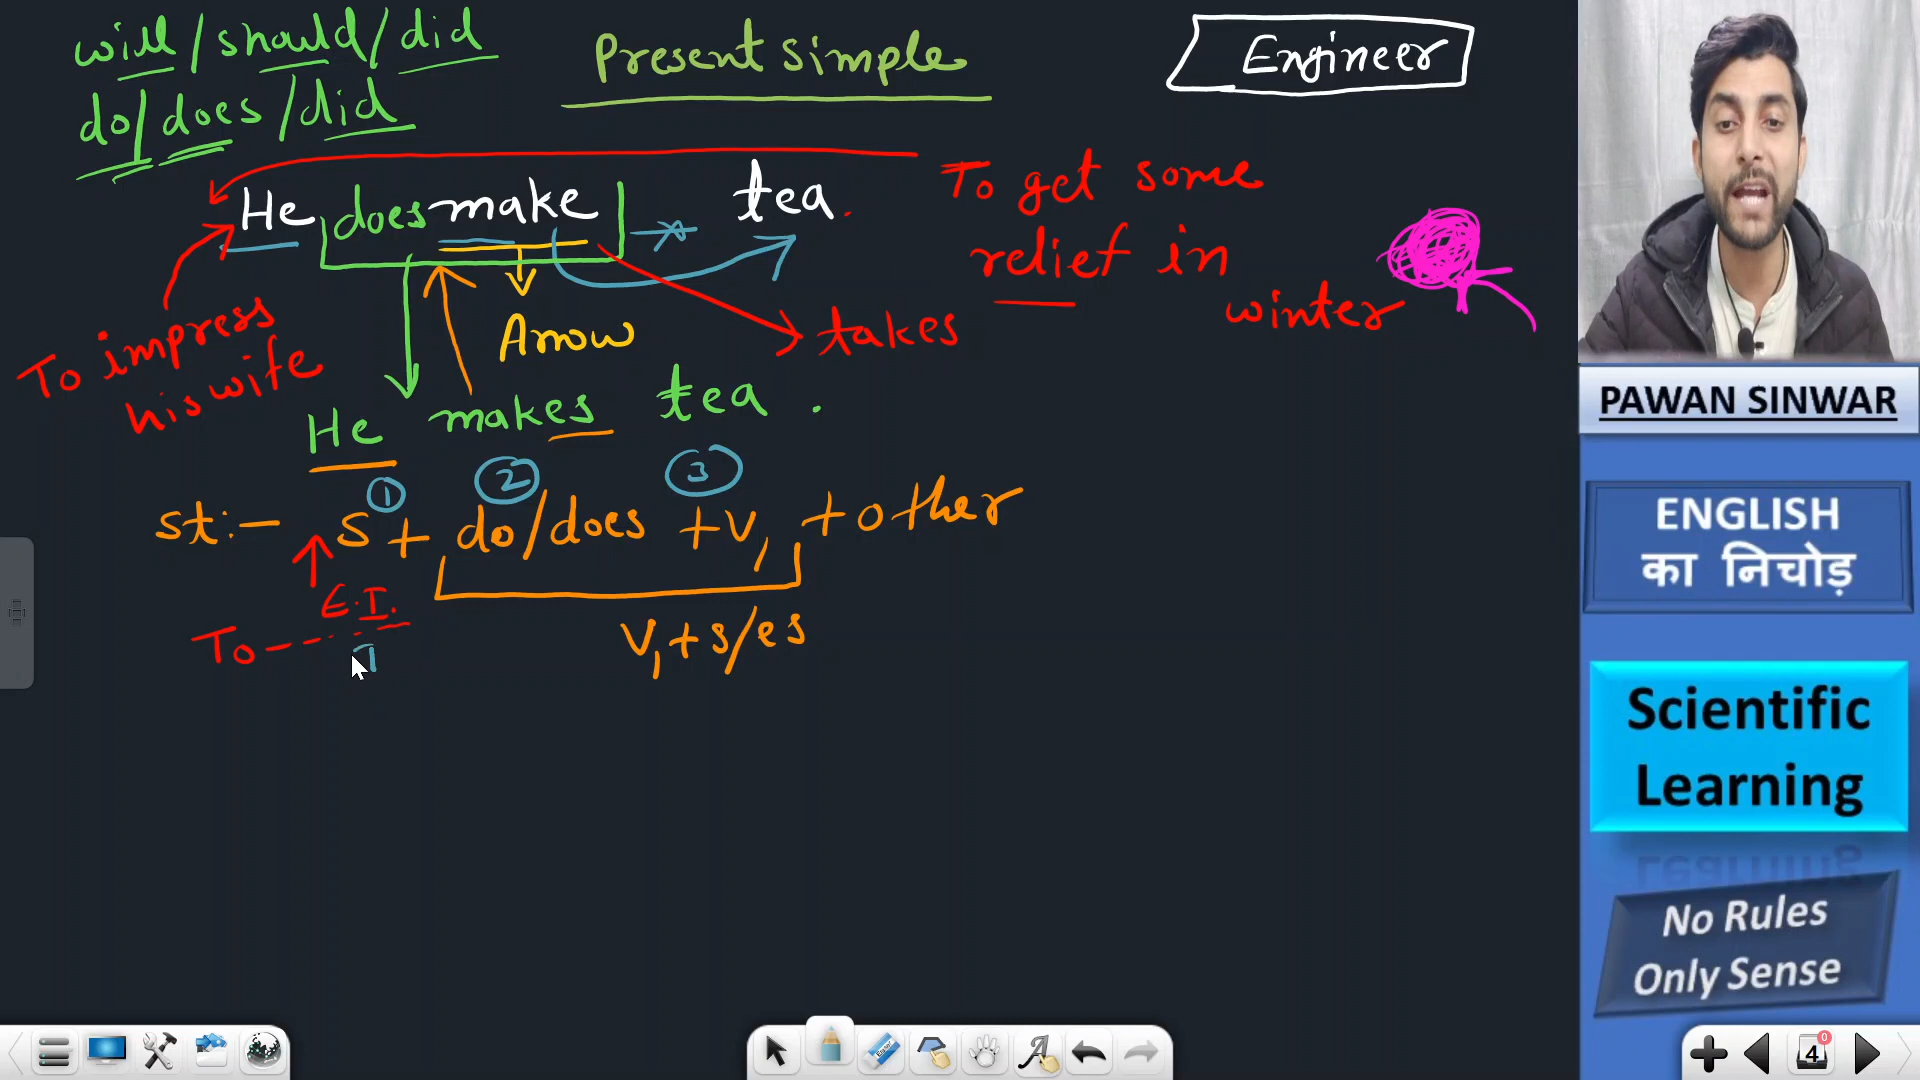 will/should/did
do/does/did
Present Simple
Engineer
He does make tea.
To get some
relief in
winter
To impress
his wife
Arrow
takes
He makes tea .
1 2 3
st:- S + do/does + V1 + other
E.I.
To
V1 + s/es
PAWAN SINWAR
ENGLISH
का निचोड़
Scientific
Learning
No Rules
Only Sense
Eraser
A
4
0